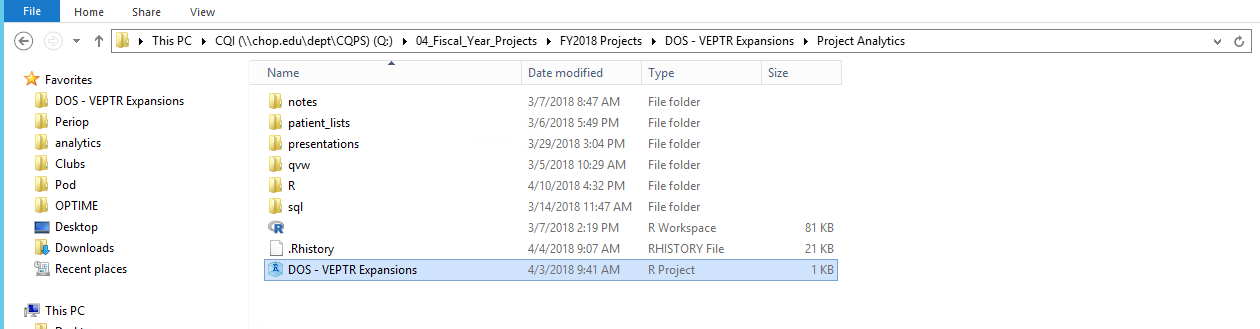 File Home Share View
This PC CQI (\\chop.edu\dept\CQPS) (Q:) 04_Fiscal_Year_Projects FY2018 Projects DOS - VEPTR Expansions Project Analytics
Favorites
DOS - VEPTR Expansions
Periop
analytics
Clubs
Pod
OPTIME
Desktop
Downloads
Recent places
This PC
Name Date modified Type Size
notes 3/7/2018 8:47 AM File folder
patient_lists 3/6/2018 5:49 PM File folder
presentations 3/29/2018 3:04 PM File folder
qvw 3/5/2018 10:29 AM File folder
R 4/10/2018 4:32 PM File folder
sql 3/14/2018 11:47 AM File folder
3/7/2018 2:19 PM R Workspace 81 KB
.Rhistory 4/4/2018 9:07 AM RHISTORY File 21 KB
DOS - VEPTR Expansions 4/3/2018 9:41 AM R Project 1 KB